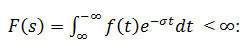 F(s) = ∫_{∞}^{-∞} f(t)e^{-σt}dt < ∞: